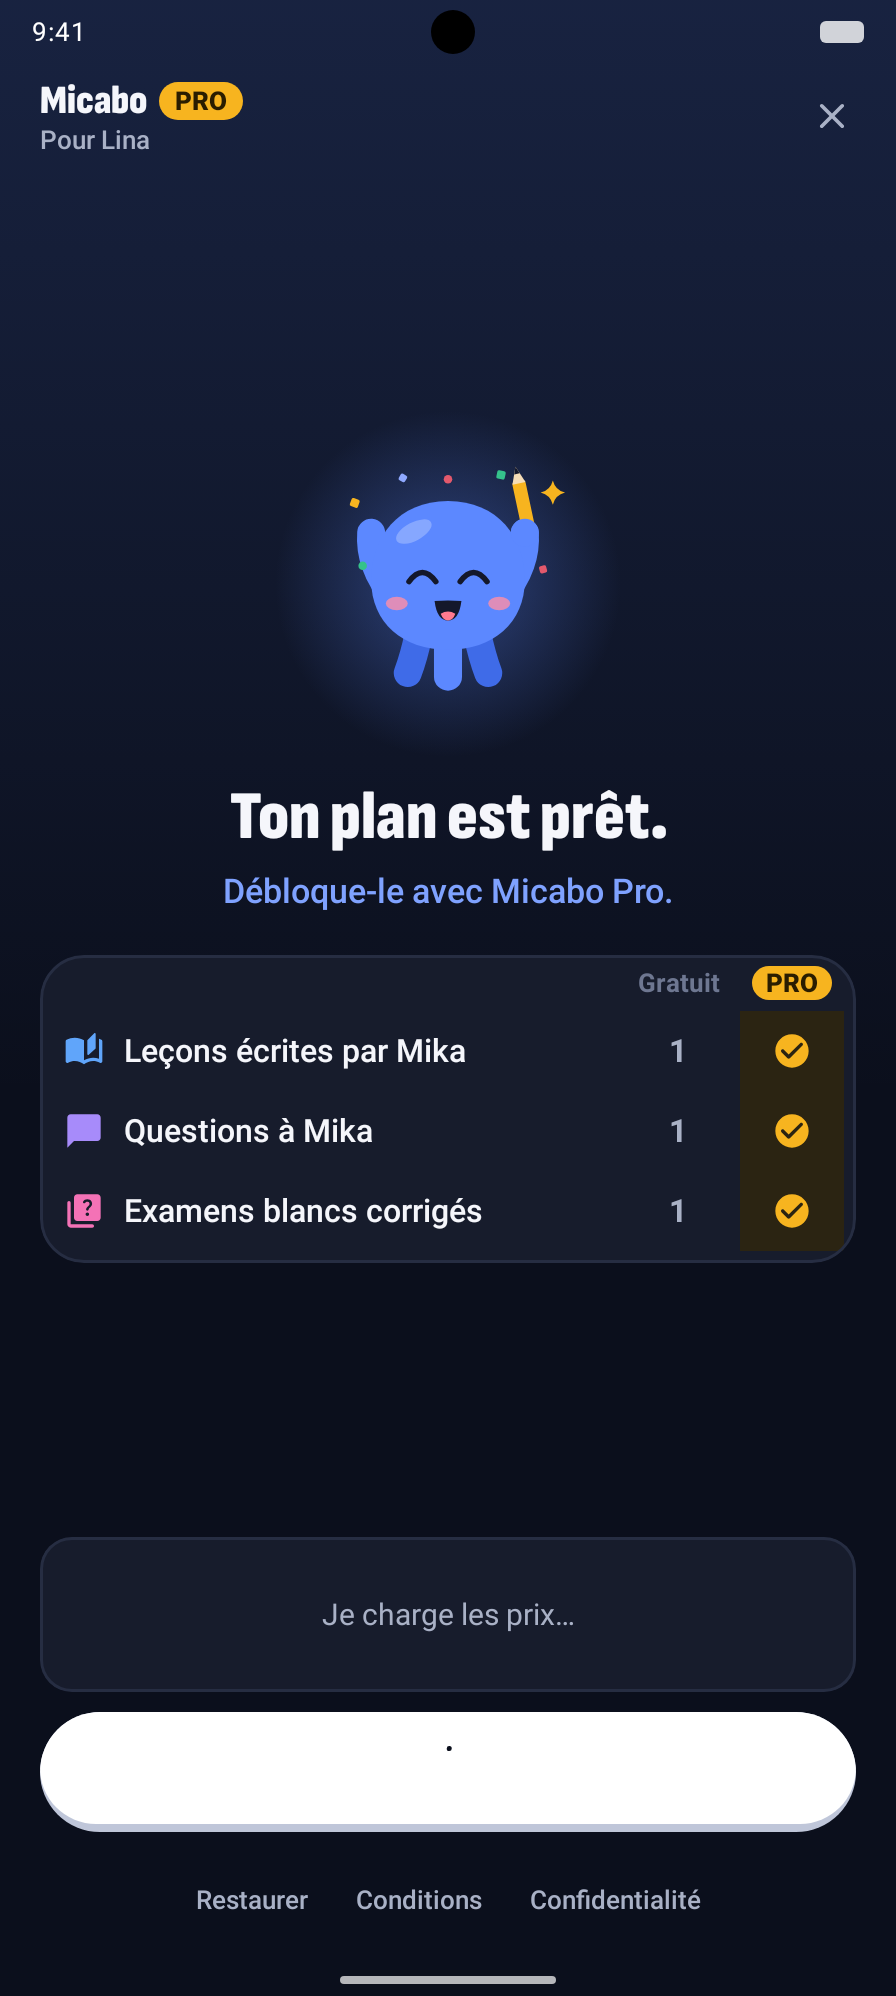 9:41
Micabo PRO
Pour Lina
Ton plan est prêt.
Débloque-le avec Micabo Pro.
Gratuit PRO
Leçons écrites par Mika 1
Questions à Mika 1
? Examens blancs corrigés 1
Je charge les prix…
Restaurer Conditions Confidentialité